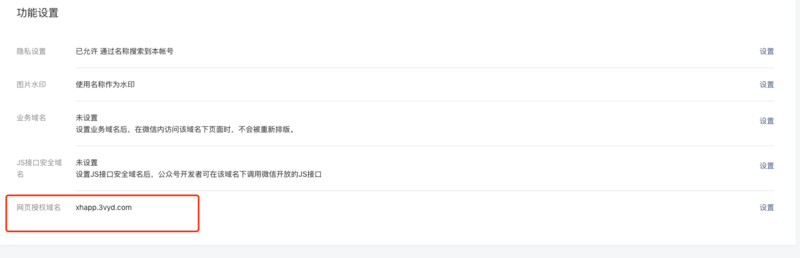 功能设置
隐私设置 已允许 通过名称搜索到本帐号 设置
图片水印 使用名称作为水印 设置
业务域名 未设置 设置
设置业务域名后，在微信内访问该域名下页面时，不会被重新排版。
JS接口安全域名 未设置 设置
设置JS接口安全域名后，公众号开发者可在该域名下调用微信开放的JS接口
网页授权域名 xhapp.3vyd.com 设置